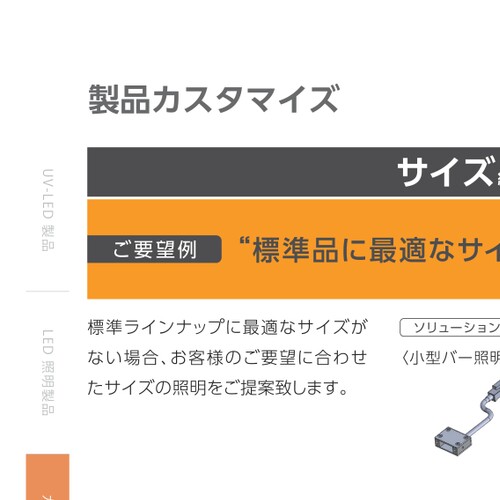 製品カスタマイズ
サイズ
ご要望例
“標準品に最適なサイ
標準ラインナップに最適なサイズが
ない場合、お客様のご要望に合わせ
たサイズの照明をご提案致します。
ソリューション
〈小型バー照明
UV-LED 製品
LED 照明製品
カ